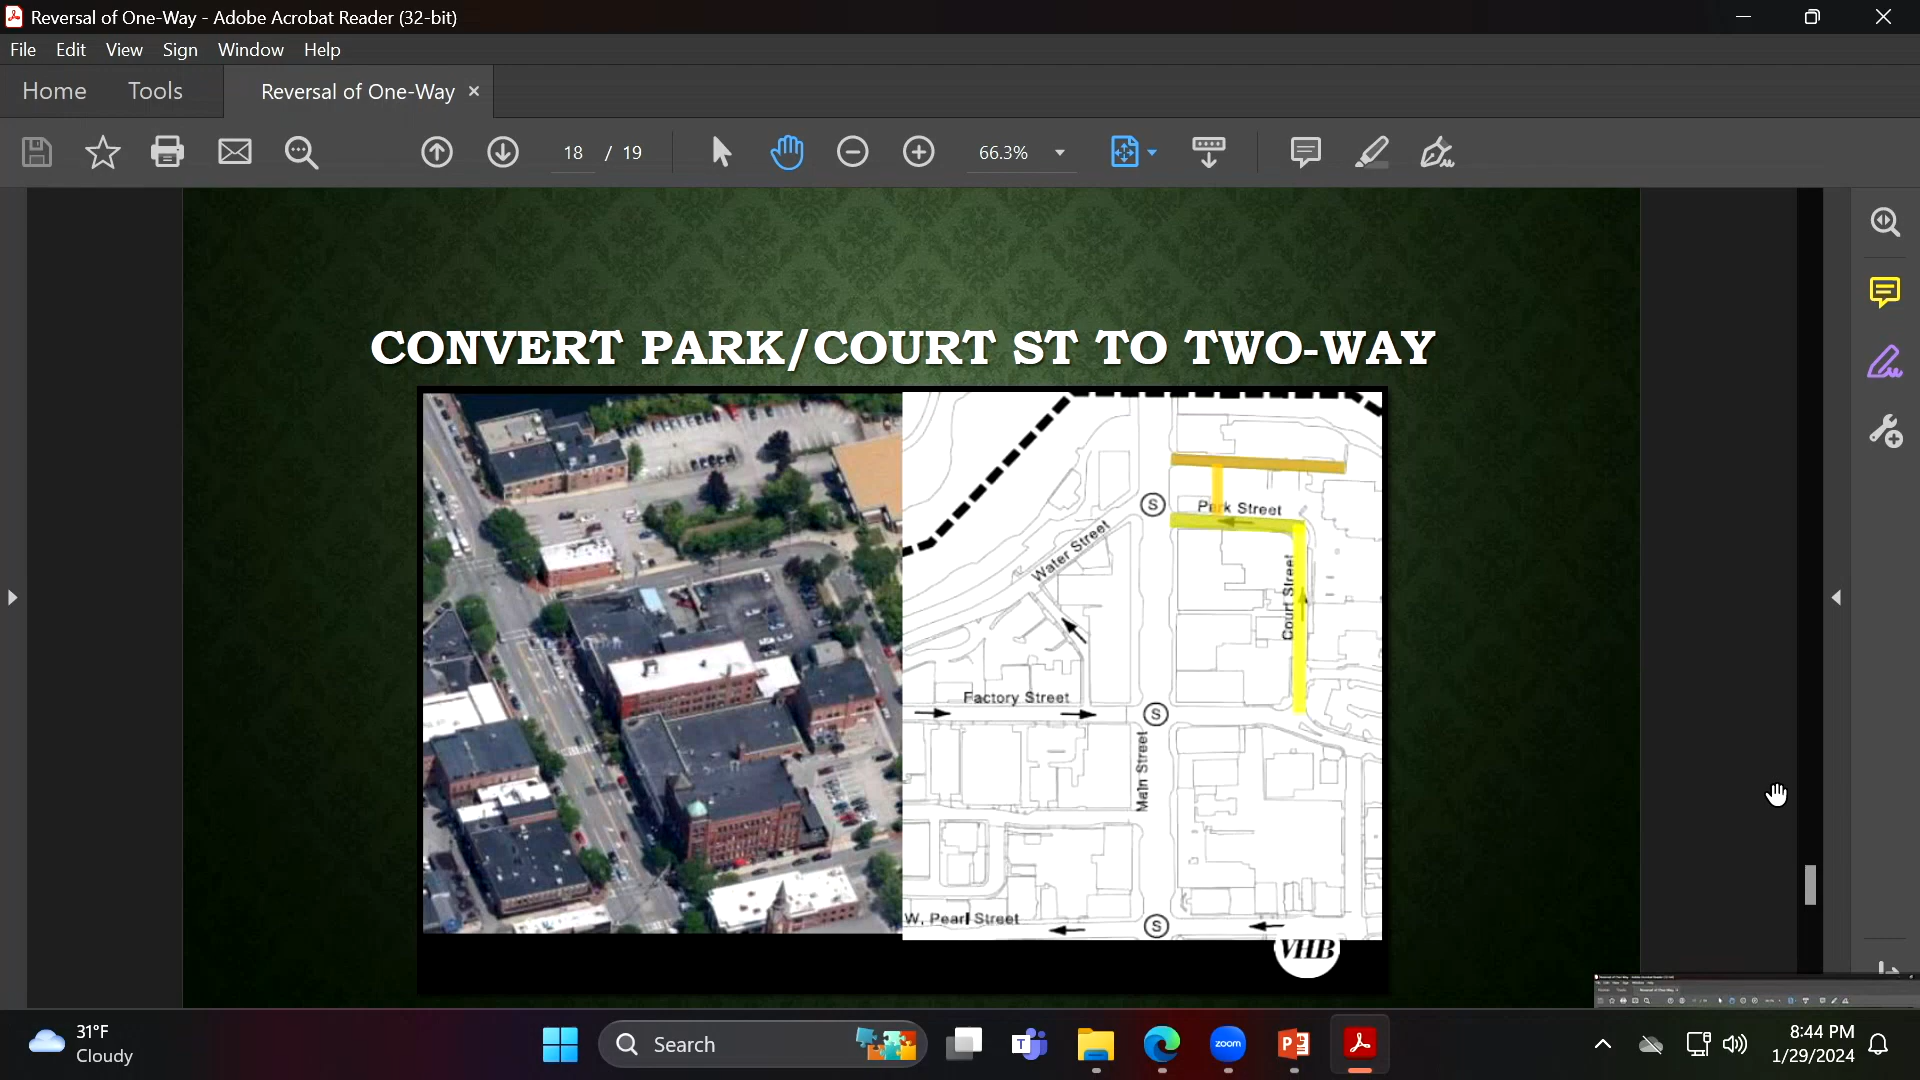 Reversal of One-Way - Adobe Acrobat Reader (32-bit)
File Edit View Sign Window Help
Home Tools Reversal of One-Way ×
18 / 19 66.3%
CONVERT PARK/COURT ST TO TWO-WAY
S
Park Street
Water Street
Court Street
Factory Street
S
Main Street
W. Pearl Street
S
VHB
31°F
Cloudy
Search
zoom
8:44 PM
1/29/2024